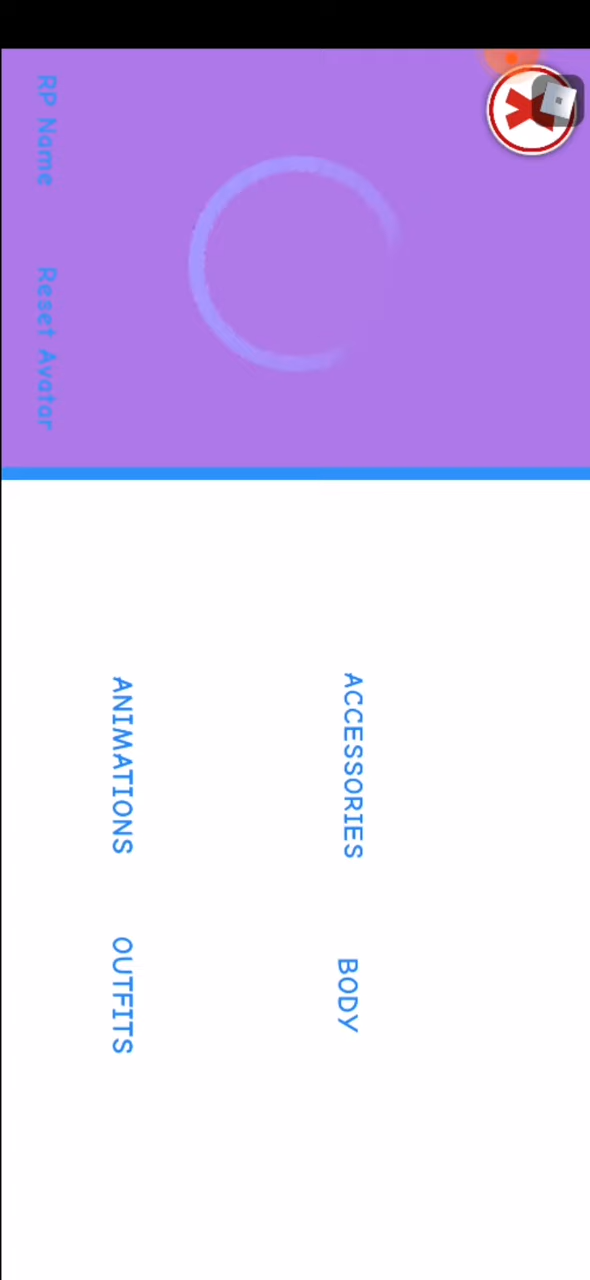 ACCESSORIES
BODY
ANIMATIONS
OUTFITS
RP Name
Reset Avatar